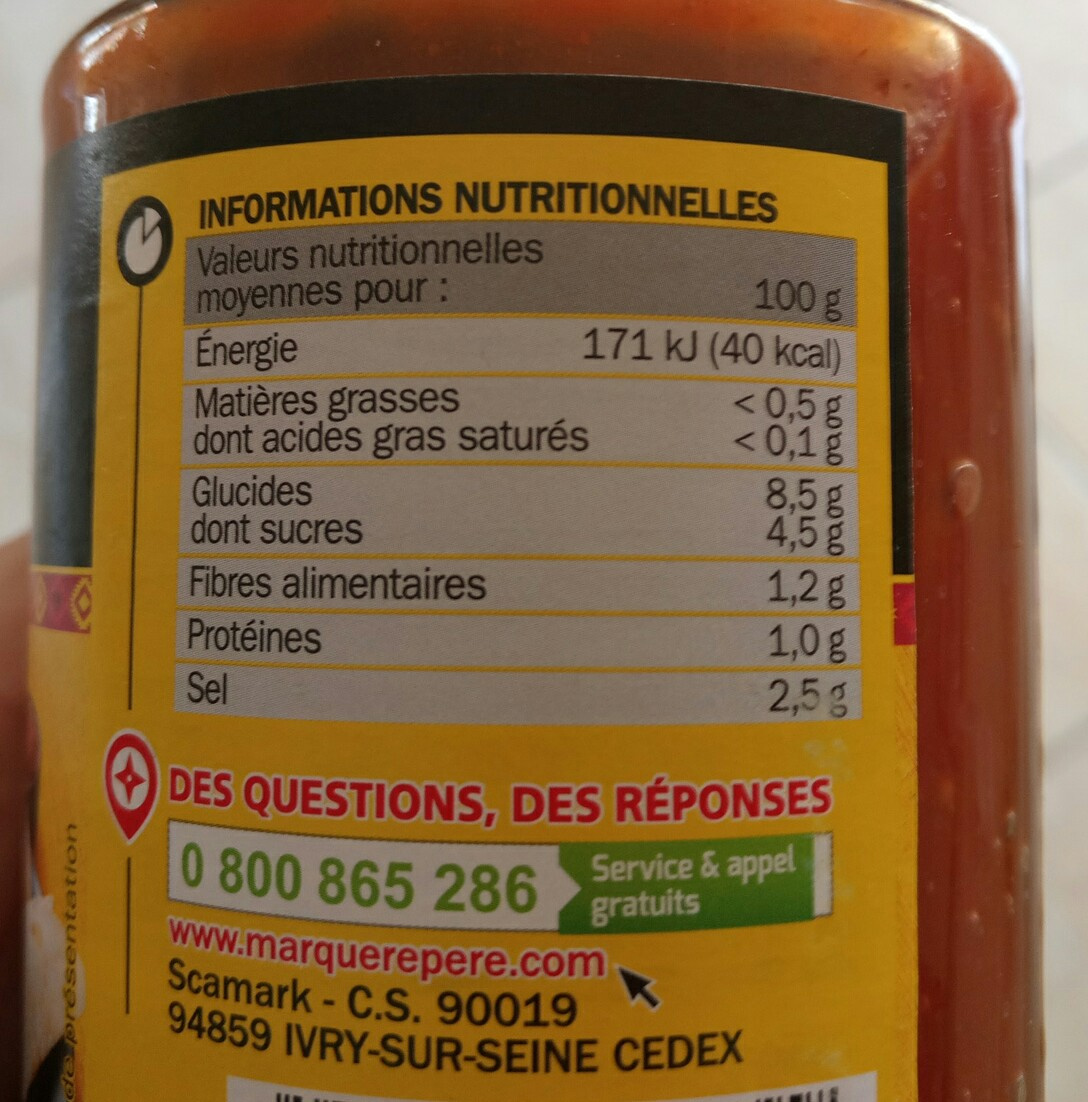 INFORMATIONS NUTRITIONNELLES
Valeurs nutritionnelles
moyennes pour : 100 g
Énergie 171 kJ (40 kcal)
Matières grasses < 0,5 g
dont acides gras saturés < 0,1 g
Glucides 8,5 g
dont sucres 4,5 g
Fibres alimentaires 1,2 g
Protéines 1,0 g
Sel 2,5 g
DES QUESTIONS, DES RÉPONSES
0 800 865 286 Service & appel
gratuits
www.marquerepere.com
Scamark - C.S. 90019
94859 IVRY-SUR-SEINE CEDEX
de présentation